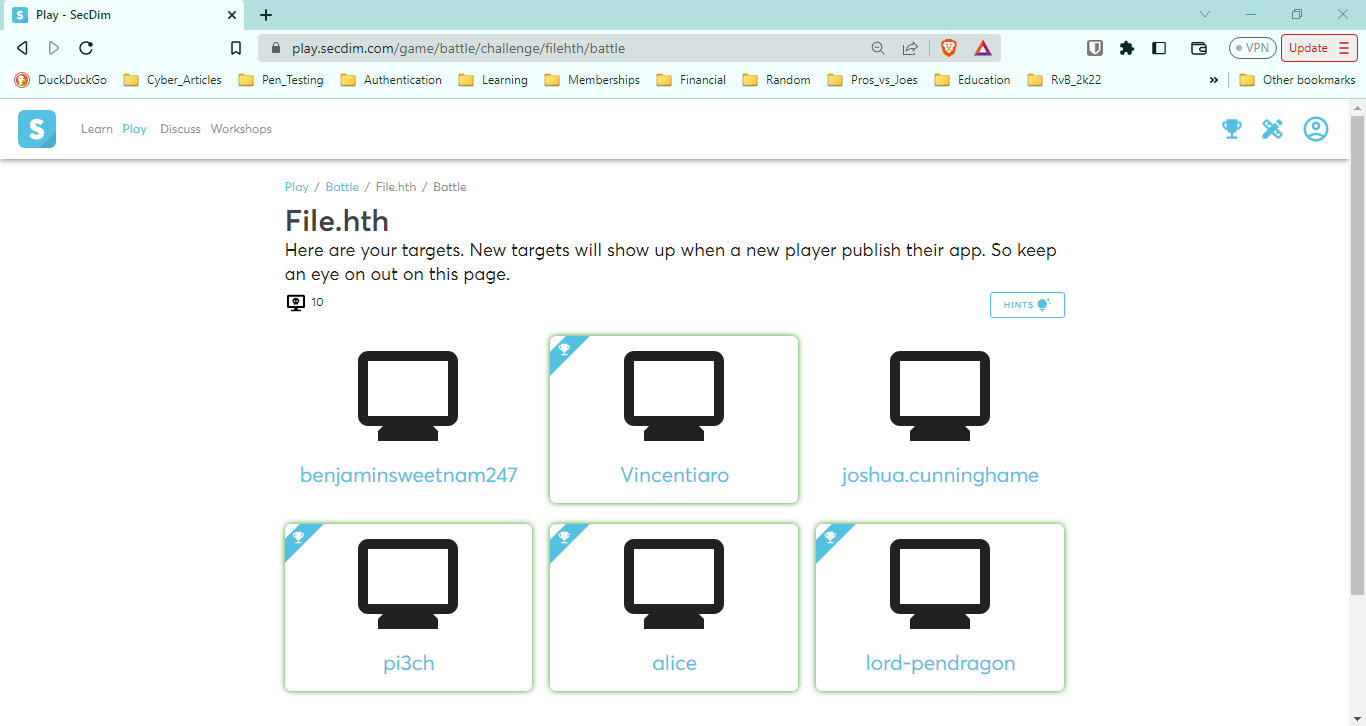 Play - SecDim
play.secdim.com/game/battle/challenge/filehth/battle
VPN
Update
DuckDuckGo Cyber_Articles Pen_Testing Authentication Learning Memberships Financial Random Pros_vs_Joes Education RvB_2k22 » Other bookmarks
S Learn Play Discuss Workshops
Play / Battle / File.hth / Battle
File.hth
Here are your targets. New targets will show up when a new player publish their app. So keep
an eye on out on this page.
10
HINTS
benjaminsweetnam247 Vincentiaro joshua.cunninghame
pi3ch alice lord-pendragon